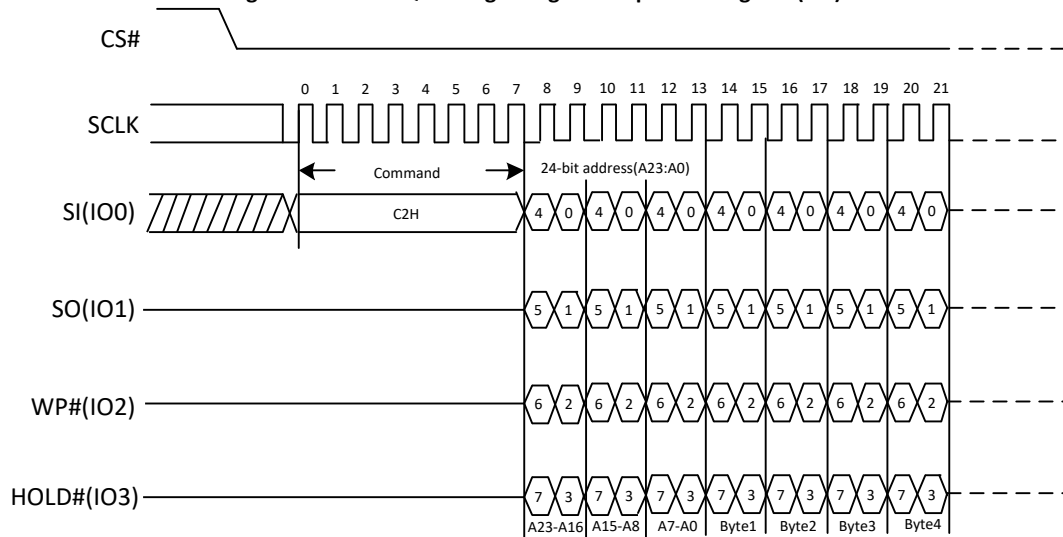 CS#
0 1 2 3 4 5 6 7 8 9 10 11 12 13 14 15 16 17 18 19 20 21
SCLK
Command
24-bit address(A23:A0)
SI(IO0)
C2H
4 0 4 0 4 0 4 0 4 0 4 0 4 0
SO(IO1)
5 1 5 1 5 1 5 1 5 1 5 1 5 1
WP#(IO2)
6 2 6 2 6 2 6 2 6 2 6 2 6 2
HOLD#(IO3)
7 3 7 3 7 3 7 3 7 3 7 3 7 3
A23-A16 A15-A8 A7-A0 Byte1 Byte2 Byte3 Byte4